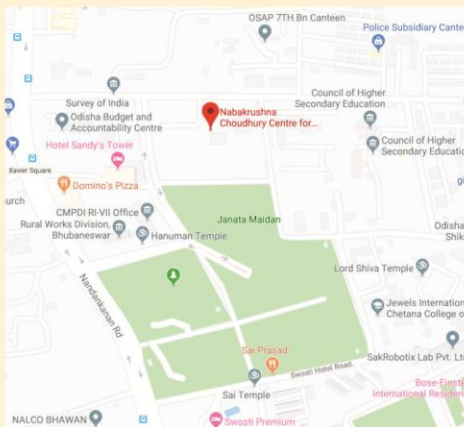 OSAP 7TH Bn Canteen
Police Subsidiary Cante
Survey of India
Odisha Budget and
Accountability Centre
Nabakrushna
Choudhury Centre for...
Council of Higher
Secondary Education
Council of Higher
Secondary Educatio
Hotel Sandy's Tower
Xavier Square
Domino's Pizza
gi
urch
CMPDI RI-VII Office
Rural Works Division,
Bhubaneswar
Hanuman Temple
Janata Maidan
Odisha
Shik
Lord Shiva Temple
Nandankanan Rd
Jewels Internation
Chetana College o
Sai Prasad
SakRobotix Lab Pvt. Lt
Swosti Hotel Road
Sai Temple
Bose-Einste
International Residen
NALCO BHAWAN
Swosti Premium